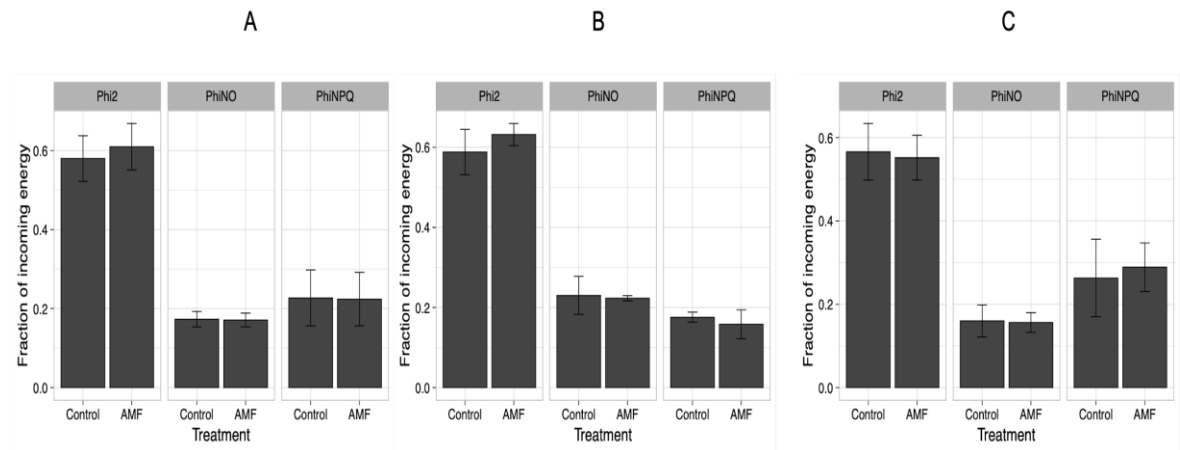 A
B
C
Phi2 PhiNO PhiNPQ
Fraction of incoming energy
0.6
0.4
0.2
0.0
Control AMF Control AMF Control AMF
Treatment
Phi2 PhiNO PhiNPQ
Fraction of incoming energy
0.6
0.4
0.2
0.0
Control AMF Control AMF Control AMF
Treatment
Phi2 PhiNO PhiNPQ
Fraction of incoming energy
0.6
0.4
0.2
0.0
Control AMF Control AMF Control AMF
Treatment